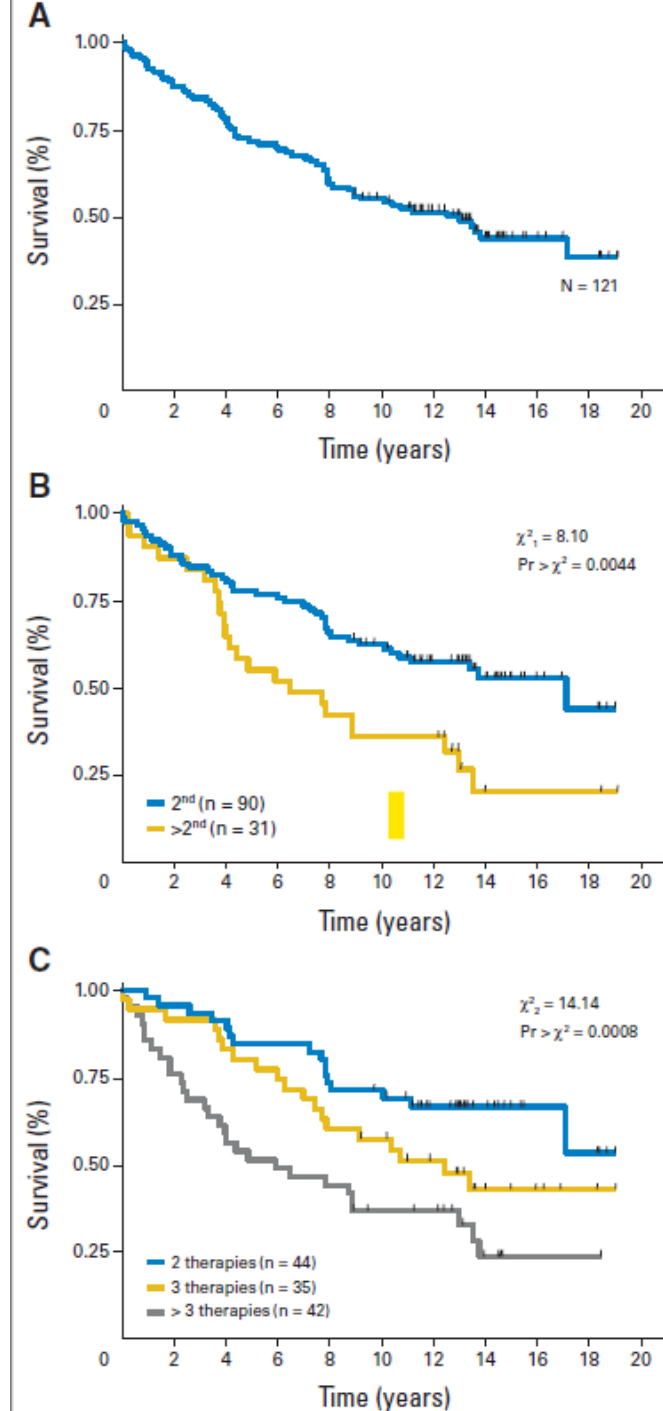 A
1.00
0.75
0.50
0.25
Survival (%)
N = 121
0 2 4 6 8 10 12 14 16 18 20
Time (years)
B
1.00
0.75
0.50
0.25
Survival (%)
χ²₁ = 8.10
Pr > χ² = 0.0044
2nd (n = 90)
>2nd (n = 31)
0 2 4 6 8 10 12 14 16 18 20
Time (years)
C
1.00
0.75
0.50
0.25
Survival (%)
χ²₂ = 14.14
Pr > χ² = 0.0008
2 therapies (n = 44)
3 therapies (n = 35)
> 3 therapies (n = 42)
0 2 4 6 8 10 12 14 16 18 20
Time (years)